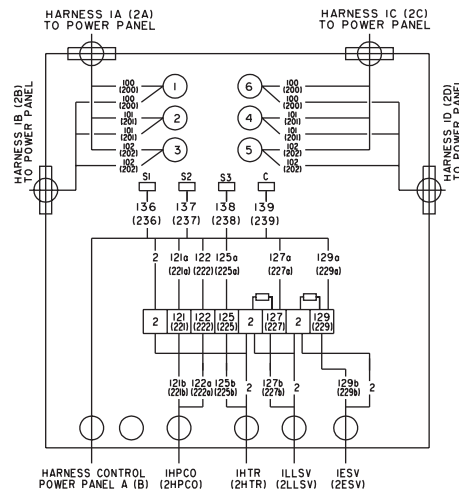 HARNESS 1A (2A)
TO POWER PANEL
HARNESS 1C (2C)
TO POWER PANEL
HARNESS 1B (2B)
TO POWER PANEL
HARNESS 1D (2D)
TO POWER PANEL
100
(200)
1
6
100
(200)
100
(200)
100
(200)
101
(201)
2
4
101
(201)
101
(201)
101
(201)
102
(202)
3
5
102
(202)
102
(202)
102
(202)
S1 S2 S3 C
136 137 138 139
(236) (237) (238) (239)
2 121a 122 125a 127a 129a
(221a) (222) (225a) (227a) (229a)
2 121 122 125 2 127 2 129
(221) (222) (225) (227) (229)
121b 122a 125b 2 127b 2 129b 2
(221b) (222a) (225b) (227b) (229b)
HARNESS CONTROL 1HPCO 1HTR 1LLSV 1ESV
POWER PANEL A (B) (2HPCO) (2HTR) (2LLSV) (2ESV)